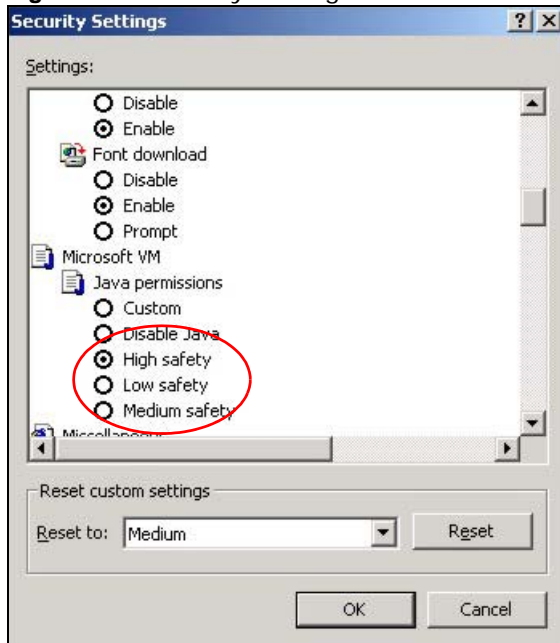 Security Settings
Settings:
Disable
Enable
Font download
Disable
Enable
Prompt
Microsoft VM
Java permissions
Custom
Disable Java
High safety
Low safety
Medium safety
Miscellaneous
Reset custom settings
Reset to: Medium Reset
OK Cancel